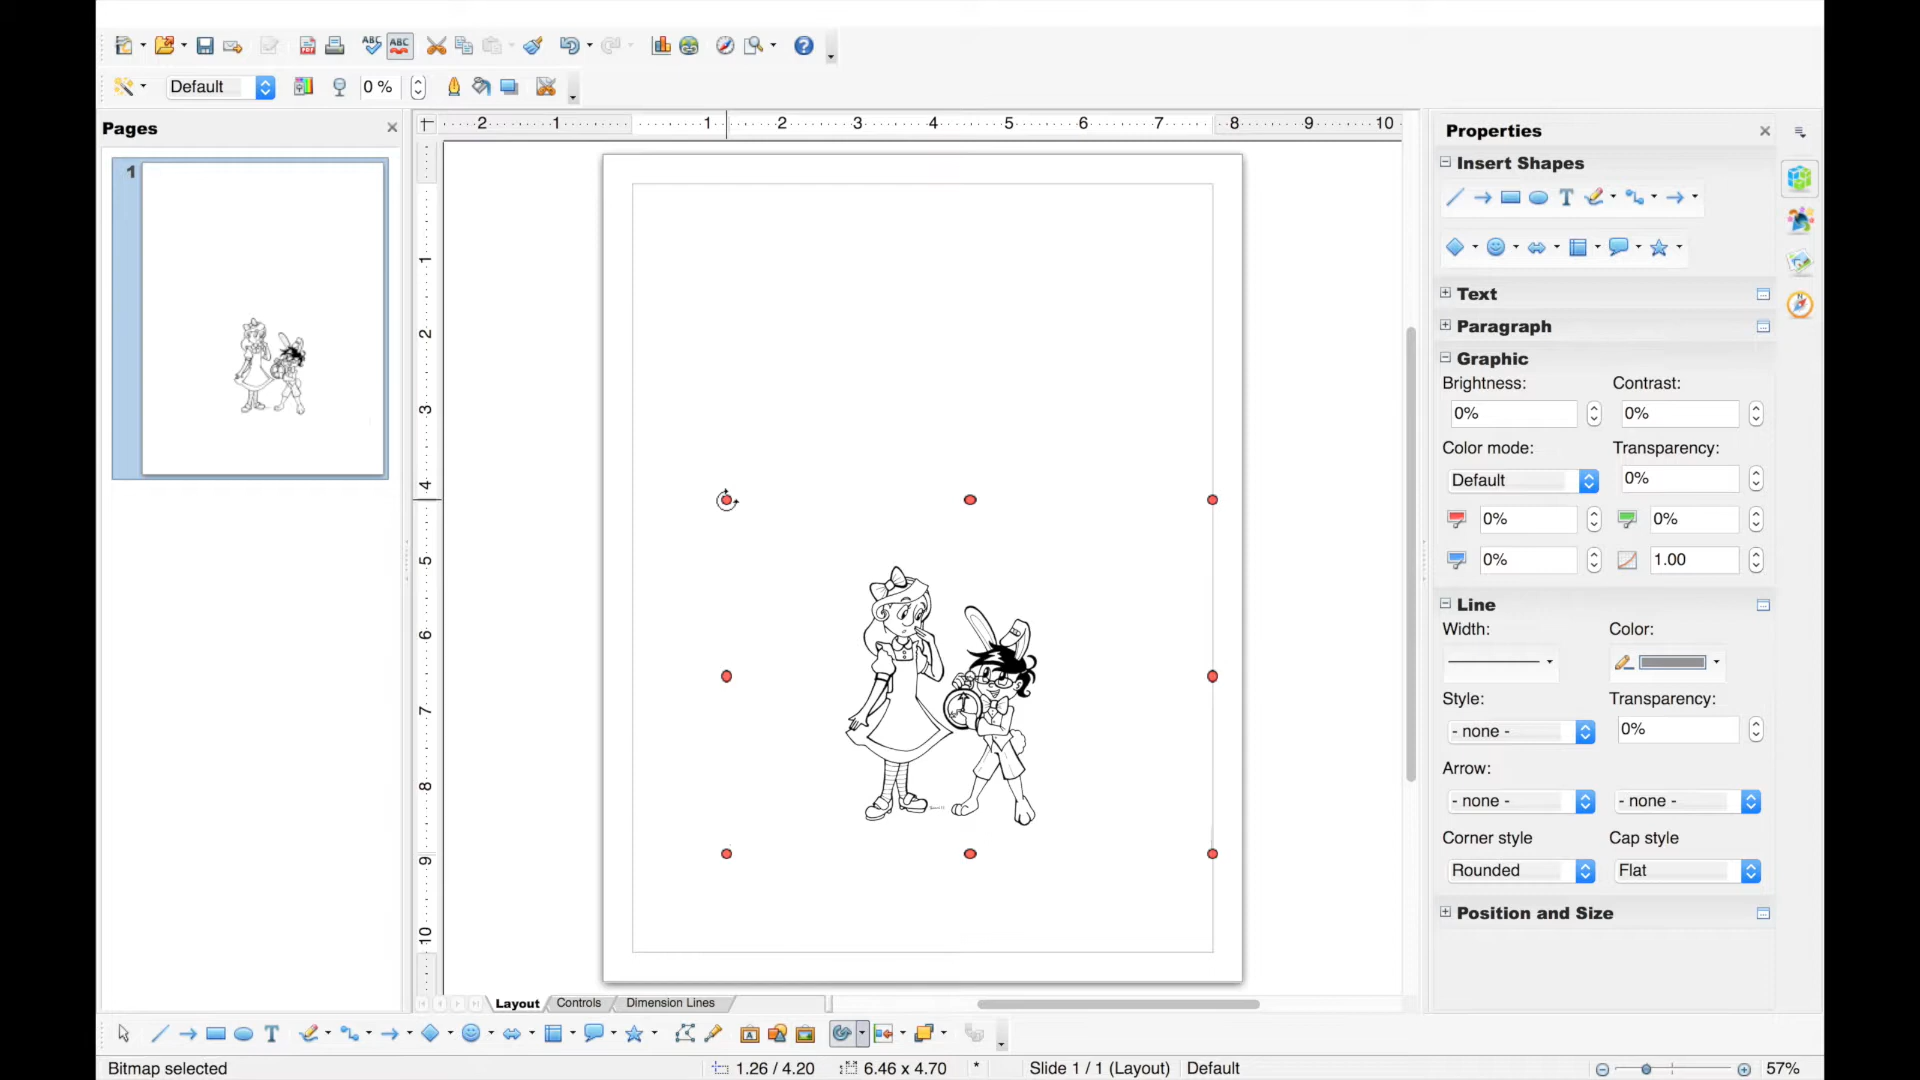 ABC
ABC
Default
0 %
Pages
1
2 1 1 2 3 4 5 6 7 8 9 10
1
2
3
4
5
6
7
8
9
10
Properties
Insert Shapes
T
Text
Paragraph
Graphic
Brightness: Contrast:
0% 0%
Color mode: Transparency:
Default 0%
0% 0%
0% 1.00
Line
Width: Color:
Style: Transparency:
- none - 0%
Arrow:
- none - - none -
Corner style Cap style
Rounded Flat
Position and Size
Layout Controls Dimension Lines
T
Bitmap selected 1.26 / 4.20 6.46 x 4.70 * Slide 1 / 1 (Layout) Default 57%